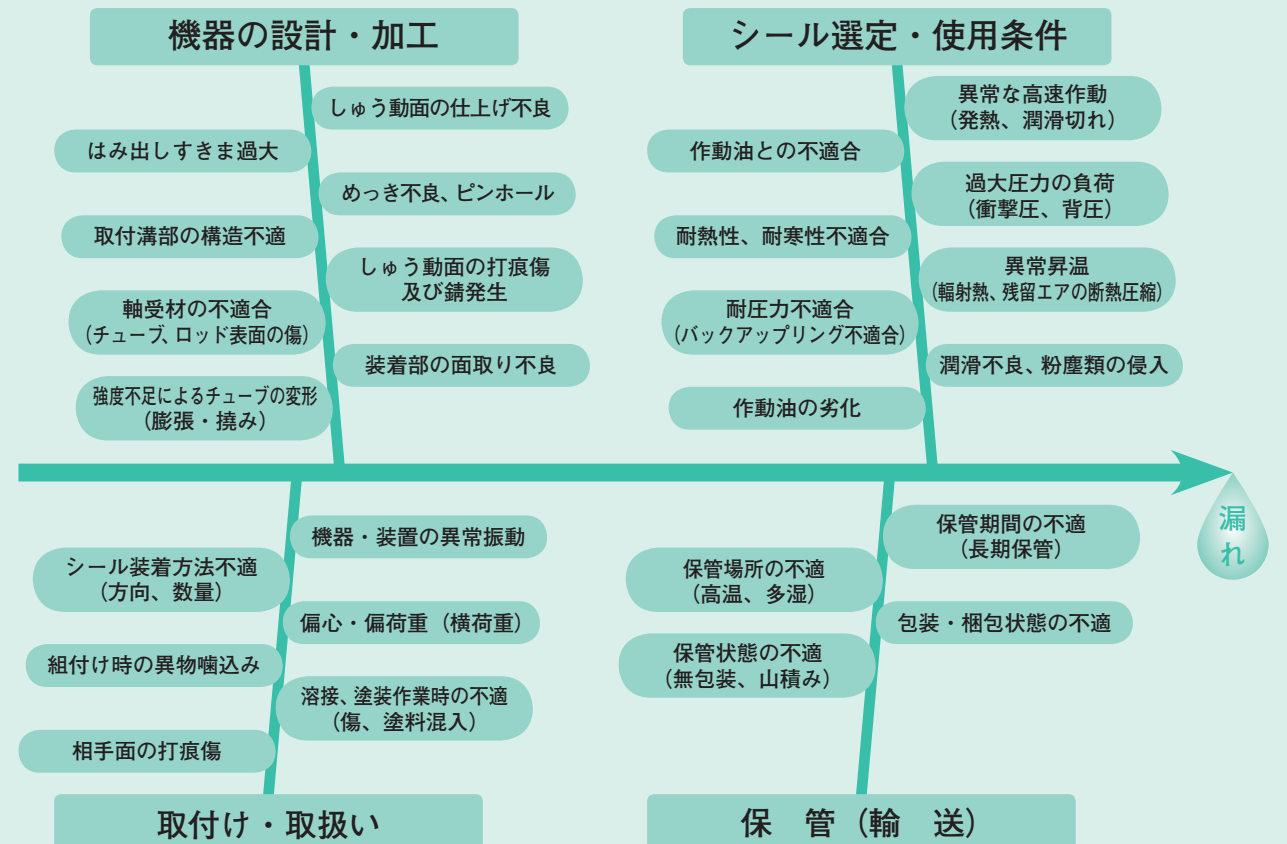 機器の設計・加工
しゅう動面の仕上げ不良
はみ出しすきま過大
めっき不良、ピンホール
取付溝部の構造不適
しゅう動面の打痕傷
及び錆発生
軸受材の不適合
(チューブ、ロッド表面の傷)
装着部の面取り不良
強度不足によるチューブの変形
(膨張・撓み)
シール選定・使用条件
異常な高速作動
(発熱、潤滑切れ)
作動油との不適合
過大圧力の負荷
(衝撃圧、背圧)
耐熱性、耐寒性不適合
異常昇温
(輻射熱、残留エアの断熱圧縮)
耐圧力不適合
(バックアップリング不適合)
潤滑不良、粉塵類の侵入
作動油の劣化
漏
れ
機器・装置の異常振動
シール装着方法不適
(方向、数量)
偏心・偏荷重(横荷重)
組付け時の異物噛込み
溶接、塗装作業時の不適
(傷、塗料混入)
相手面の打痕傷
取付け・取扱い
保管期間の不適
(長期保管)
保管場所の不適
(高温、多湿)
包装・梱包状態の不適
保管状態の不適
(無包装、山積み)
保 管(輸 送)